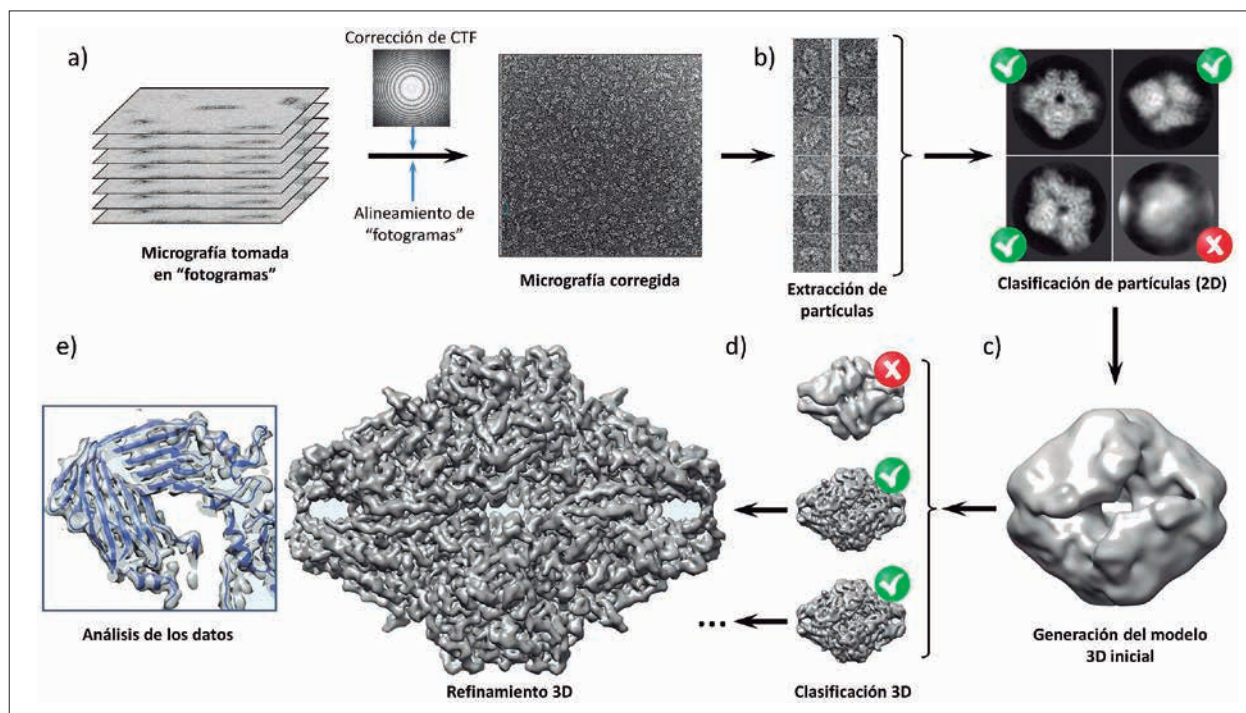 a)
Corrección de CTF
Alineamiento de
“fotogramas”
Micrografía tomada
en “fotogramas”
Micrografía corregida
b)
Extracción de
partículas
Clasificación de partículas (2D)
c)
Generación del modelo
3D inicial
d)
Clasificación 3D
...
Refinamiento 3D
e)
Análisis de los datos